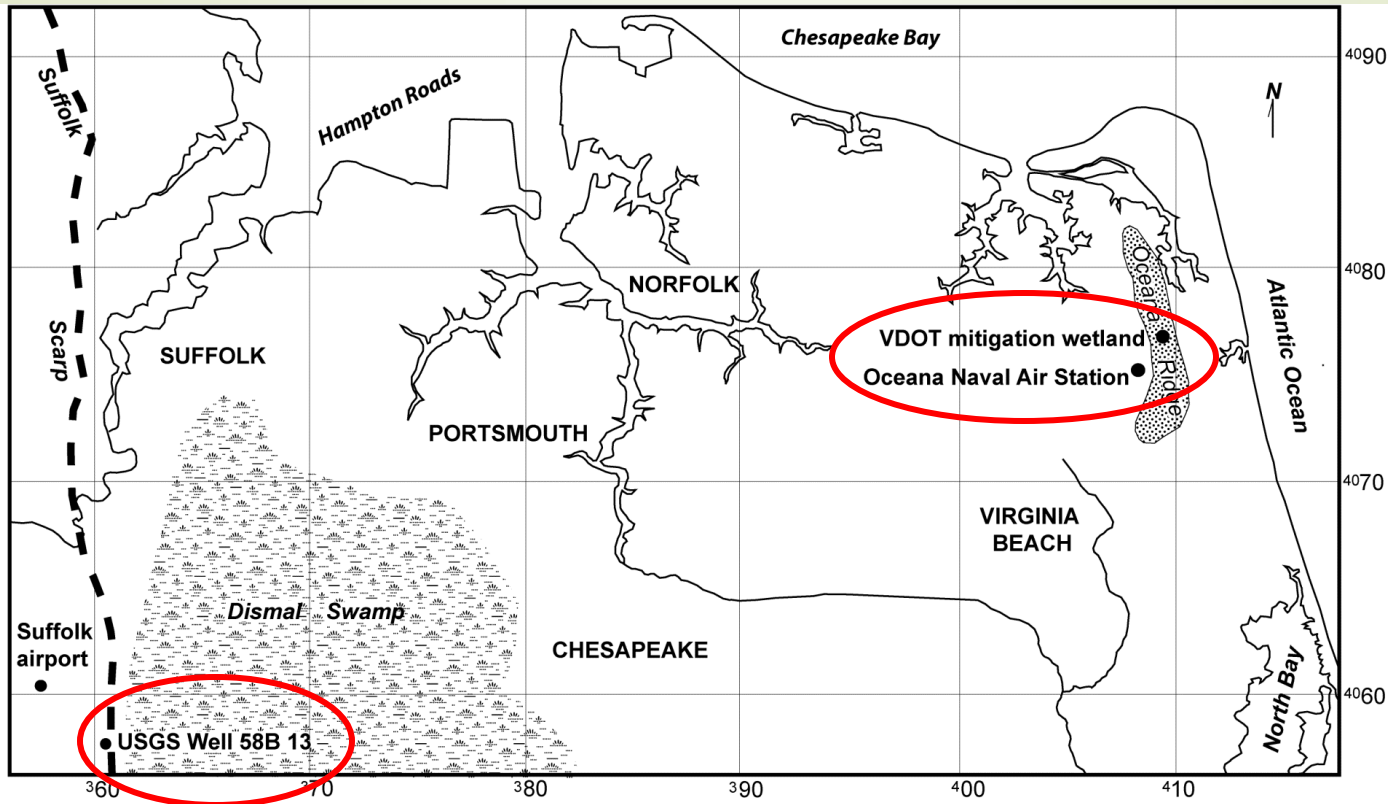 Chesapeake Bay
4090
Suffolk
Hampton Roads
N
Oceana
4080
NORFOLK
Atlantic Ocean
VDOT mitigation wetland
Scarp
SUFFOLK
Ridge
Oceana Naval Air Station
PORTSMOUTH
4070
VIRGINIA
BEACH
Dismal Swamp
Suffolk
airport
CHESAPEAKE
4060
North Bay
USGS Well 58B 13
360
370
380
390
400
410